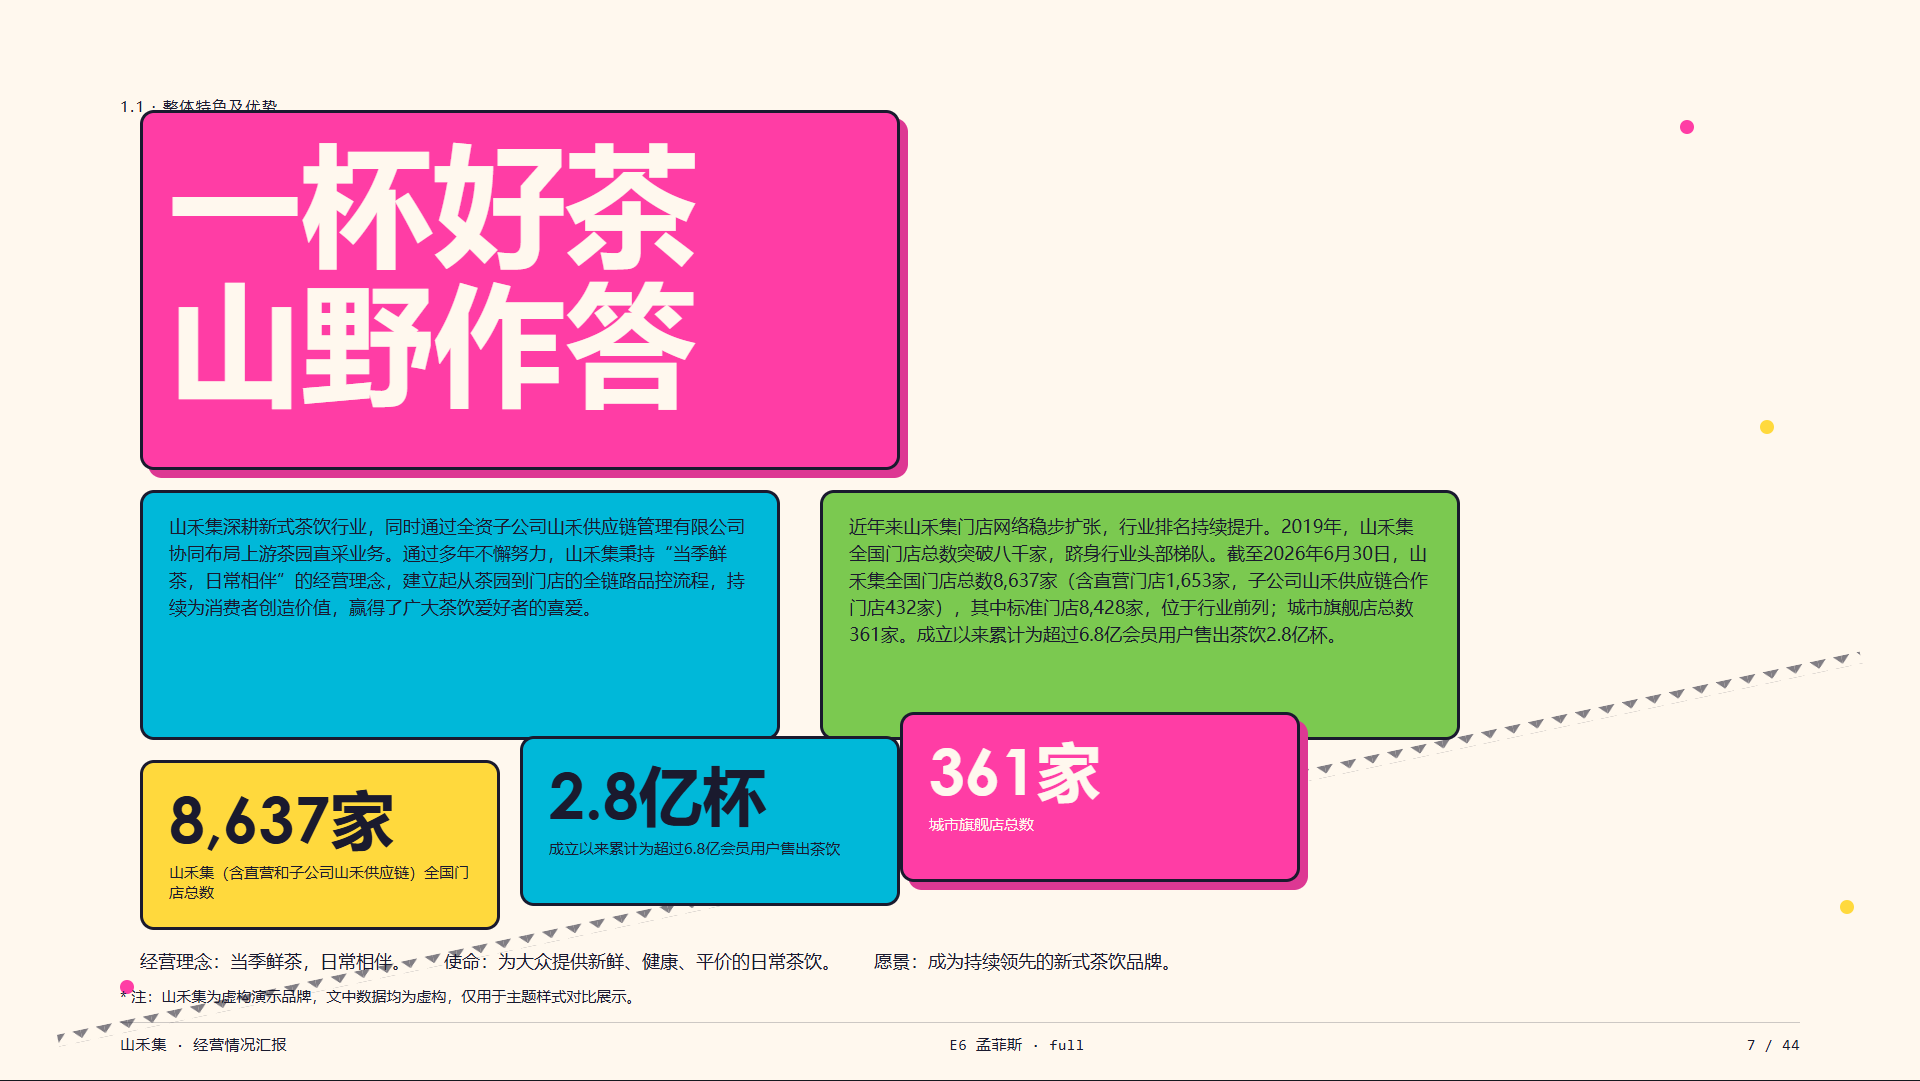 1.1 · 整体特色及优势
一杯好茶
山野作答
山禾集深耕新式茶饮行业，同时通过全资子公司山禾供应链管理有限公司
协同布局上游茶园直采业务。通过多年不懈努力，山禾集秉持“当季鲜
茶，日常相伴”的经营理念，建立起从茶园到门店的全链路品控流程，持
续为消费者创造价值，赢得了广大茶饮爱好者的喜爱。
近年来山禾集门店网络稳步扩张，行业排名持续提升。2019年，山禾集
全国门店总数突破八千家，跻身行业头部梯队。截至2026年6月30日，山
禾集全国门店总数8,637家（含直营门店1,653家，子公司山禾供应链合作
门店432家），其中标准门店8,428家，位于行业前列；城市旗舰店总数
361家。成立以来累计为超过6.8亿会员用户售出茶饮2.8亿杯。
8,637家
山禾集（含直营和子公司山禾供应链）全国门
店总数
2.8亿杯
成立以来累计为超过6.8亿会员用户售出茶饮
361家
城市旗舰店总数
经营理念：当季鲜茶，日常相伴。 使命：为大众提供新鲜、健康、平价的日常茶饮。 愿景：成为持续领先的新式茶饮品牌。
* 注：山禾集为虚构演示品牌，文中数据均为虚构，仅用于主题样式对比展示。
山禾集 · 经营情况汇报
E6 孟菲斯 · full
7 / 44